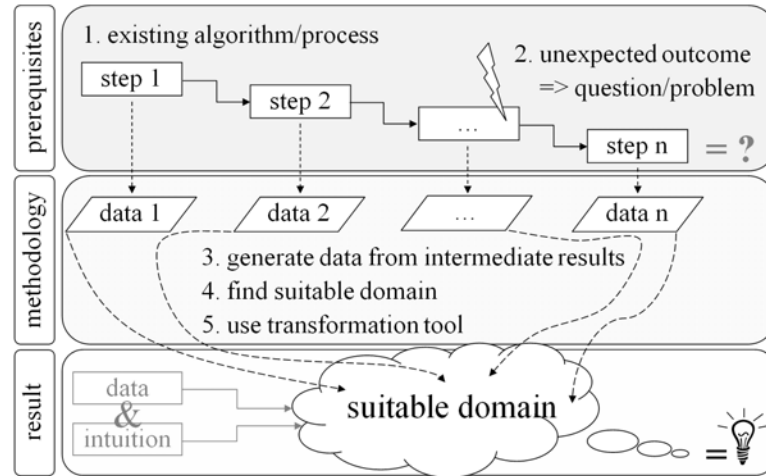 prerequisites
1. existing algorithm/process
2. unexpected outcome
=> question/problem
step 1
step 2
...
step n
= ?
methodology
data 1
data 2
...
data n
3. generate data from intermediate results
4. find suitable domain
5. use transformation tool
result
data
&
intuition
suitable domain
=